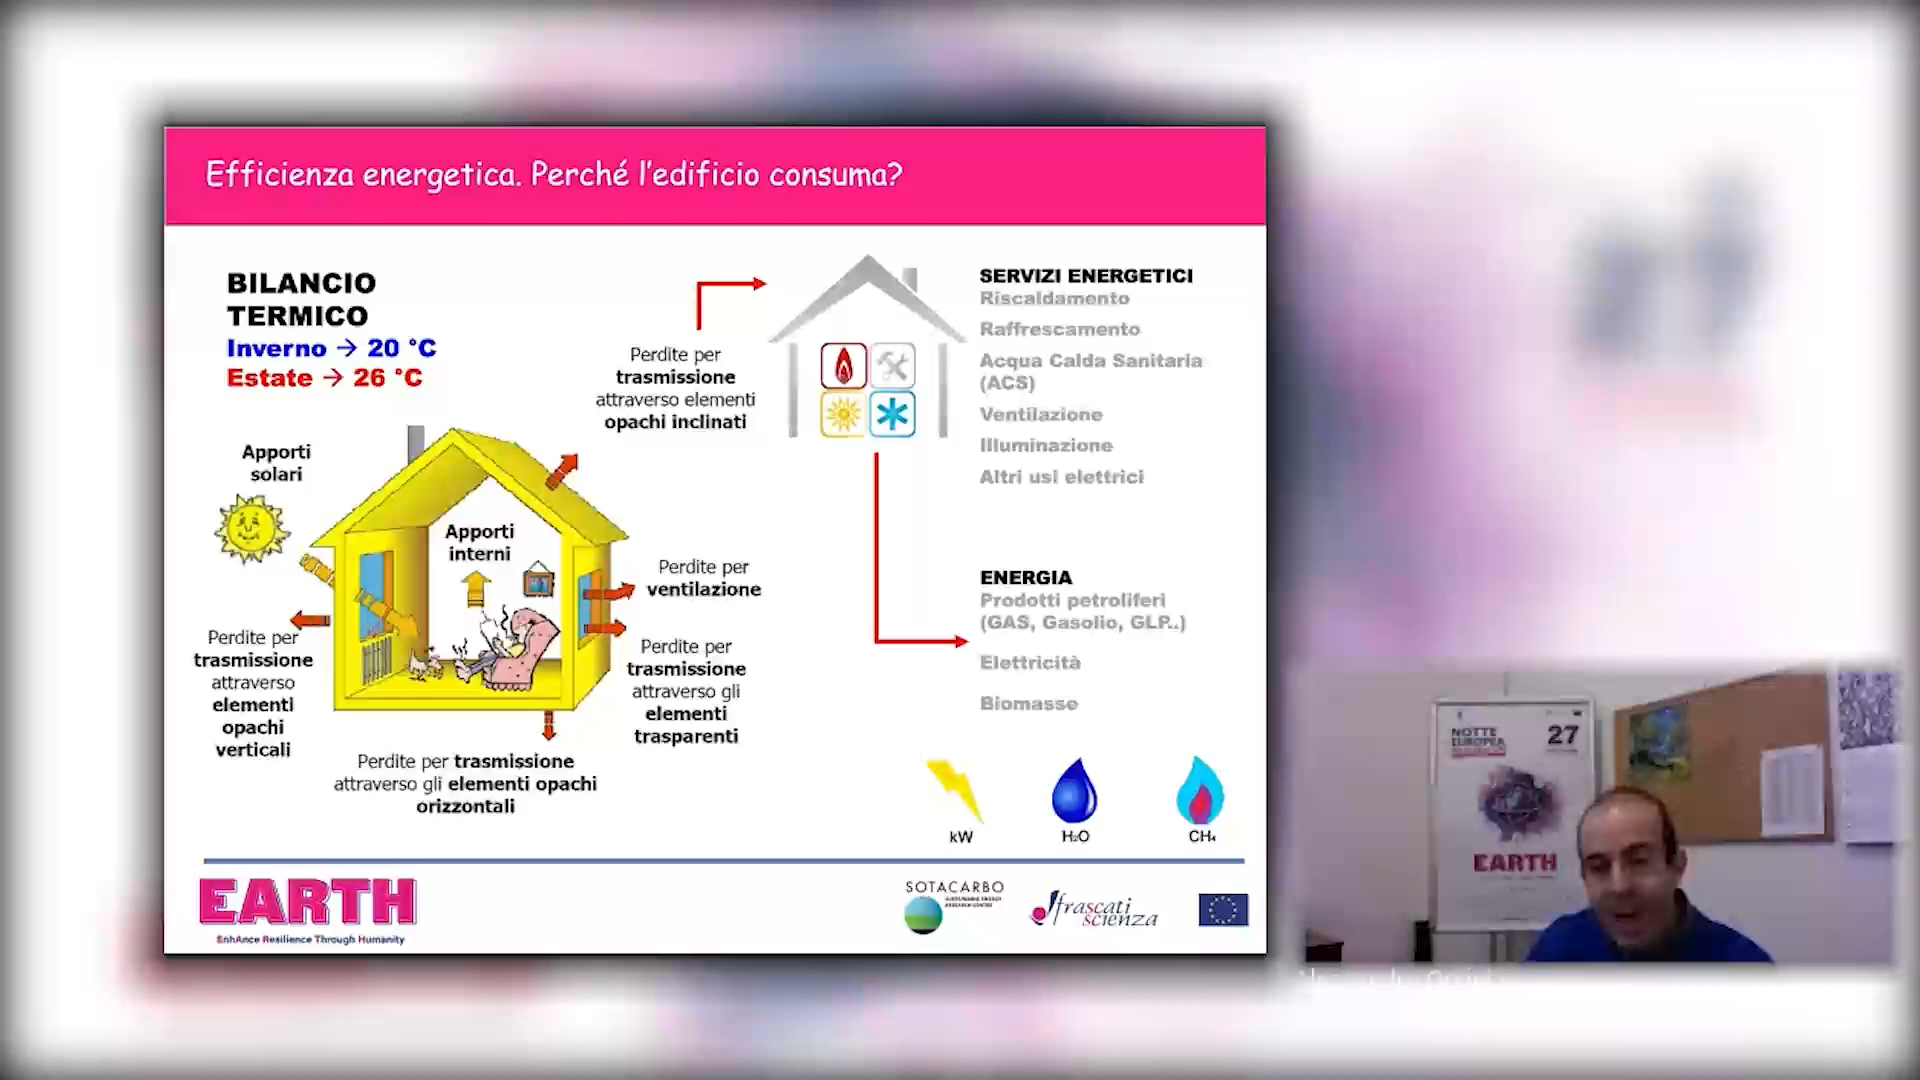 Efficienza energetica. Perché l'edificio consuma?
BILANCIO
TERMICO
Inverno → 20 °C
Estate → 26 °C
Apporti
solari
Apporti
interni
Perdite per
trasmissione
attraverso elementi
opachi inclinati
Perdite per
ventilazione
Perdite per
trasmissione
attraverso gli
elementi
trasparenti
Perdite per
trasmissione
attraverso
elementi
opachi
verticali
Perdite per trasmissione
attraverso gli elementi opachi
orizzontali
SERVIZI ENERGETICI
Riscaldamento
Raffrescamento
Acqua Calda Sanitaria
(ACS)
Ventilazione
Illuminazione
Altri usi elettrici
ENERGIA
Prodotti petroliferi
(GAS, Gasolio, GLP..)
Elettricità
Biomasse
kW
H₂O
CH₄
EARTH
EnhAnce Resilience Through Humanity
SOTACARBO
SUSTAINABLE ENERGY
RESEARCH CENTRE
frascati
scienza
NOTTE
EUROPEA
27
EARTH